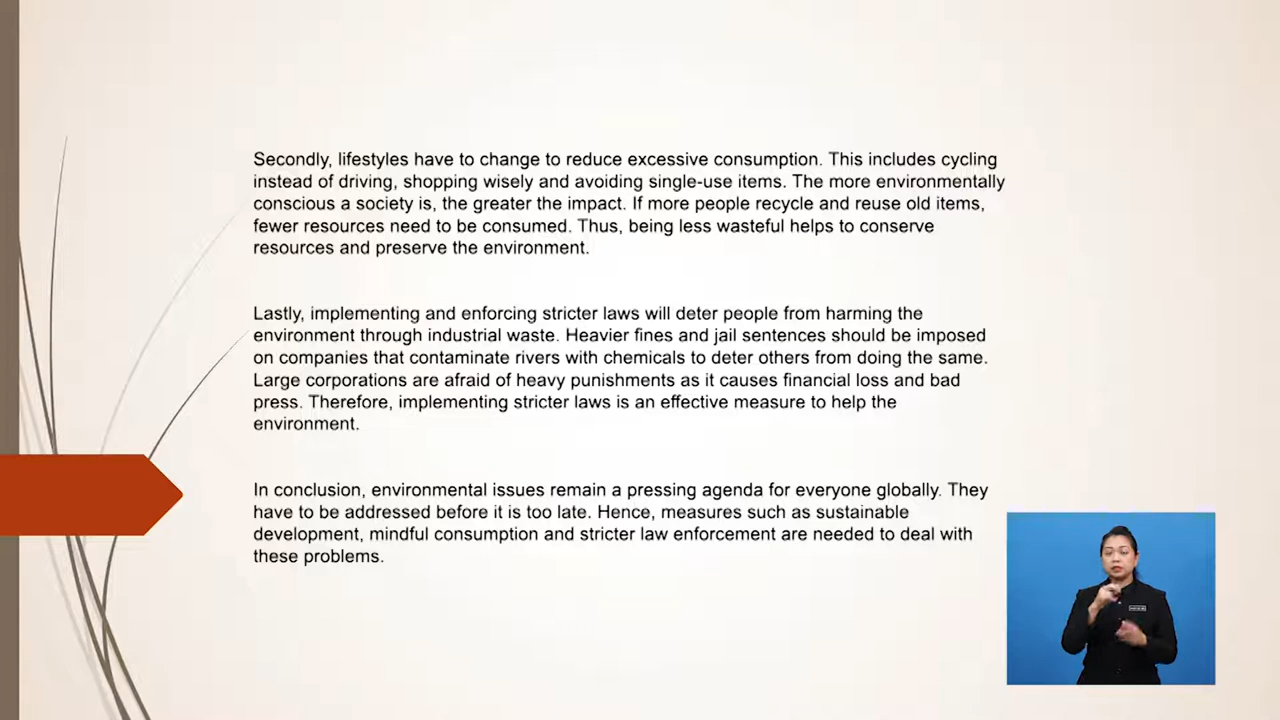 Secondly, lifestyles have to change to reduce excessive consumption. This includes cycling
instead of driving, shopping wisely and avoiding single-use items. The more environmentally
conscious a society is, the greater the impact. If more people recycle and reuse old items,
fewer resources need to be consumed. Thus, being less wasteful helps to conserve
resources and preserve the environment.
Lastly, implementing and enforcing stricter laws will deter people from harming the
environment through industrial waste. Heavier fines and jail sentences should be imposed
on companies that contaminate rivers with chemicals to deter others from doing the same.
Large corporations are afraid of heavy punishments as it causes financial loss and bad
press. Therefore, implementing stricter laws is an effective measure to help the
environment.
In conclusion, environmental issues remain a pressing agenda for everyone globally. They
have to be addressed before it is too late. Hence, measures such as sustainable
development, mindful consumption and stricter law enforcement are needed to deal with
these problems.